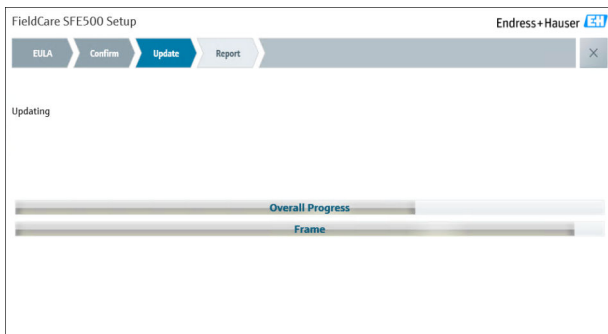 FieldCare SFE500 Setup
Endress+Hauser EH
EULA Confirm Update Report
Updating
Overall Progress
Frame